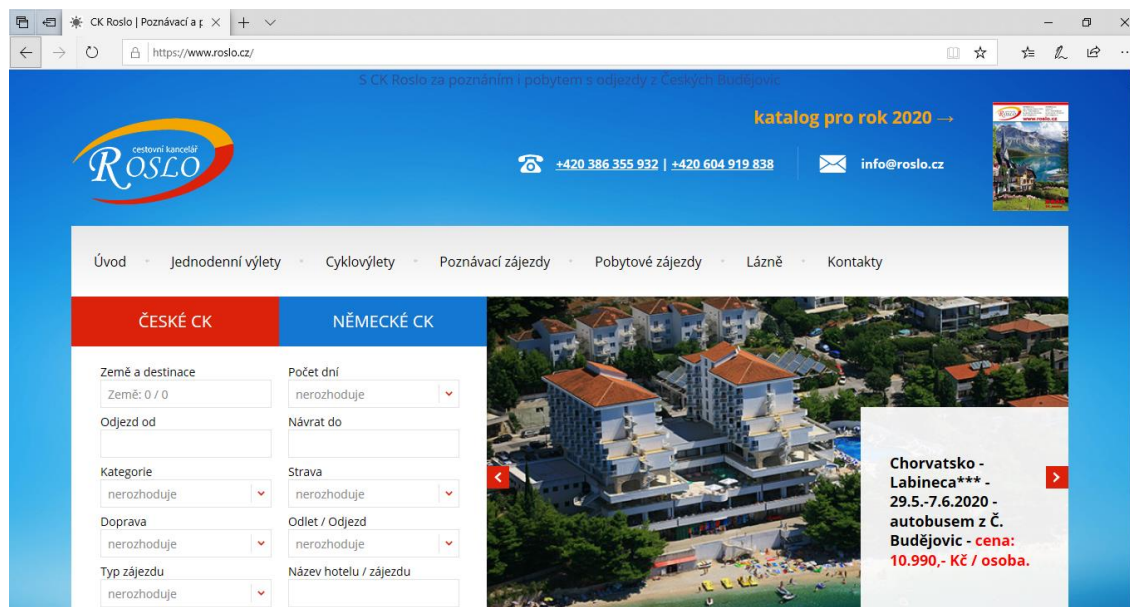 CK Roslo | Poznávací a p
https://www.roslo.cz/
S CK Roslo za poznáním i pobytem s odjezdy z Českých Budějovic
katalog pro rok 2020 →
cestovní kancelář
ROSLO
+420 386 355 932 | +420 604 919 838
info@roslo.cz
Úvod
Jednodenní výlety
Cyklovýlety
Poznávací zájezdy
Pobytové zájezdy
Lázně
Kontakty
ČESKÉ CK
NĚMECKÉ CK
Země a destinace
Počet dní
Země: 0 / 0
nerozhoduje
Odjezd od
Návrat do
Kategorie
Strava
nerozhoduje
nerozhoduje
Doprava
Odlet / Odjezd
nerozhoduje
nerozhoduje
Typ zájezdu
Název hotelu / zájezdu
nerozhoduje
Chorvatsko -
Labineca*** -
29.5.-7.6.2020 -
autobusem z Č.
Budějovic - cena:
10.990,- Kč / osoba.